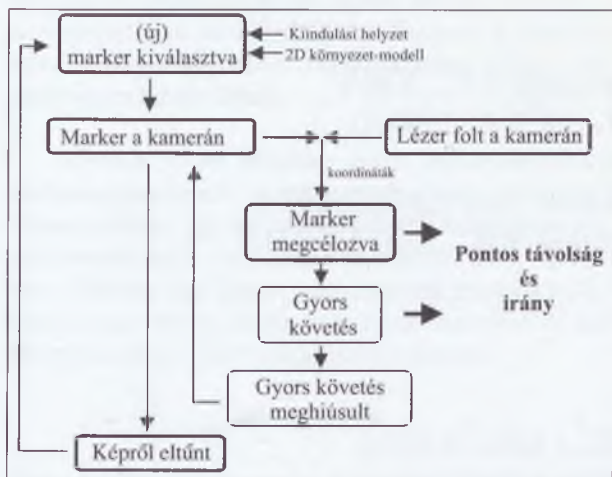 (új)
marker kiválasztva
Kiindulási helyzet
2D környezet-modell
Marker a kamerán
Lézer folt a kamerán
koordináták
Marker
megcélozva
Pontos távolság
és
irány
Gyors
követés
Gyors követés
meghiúsult
Képről eltűnt